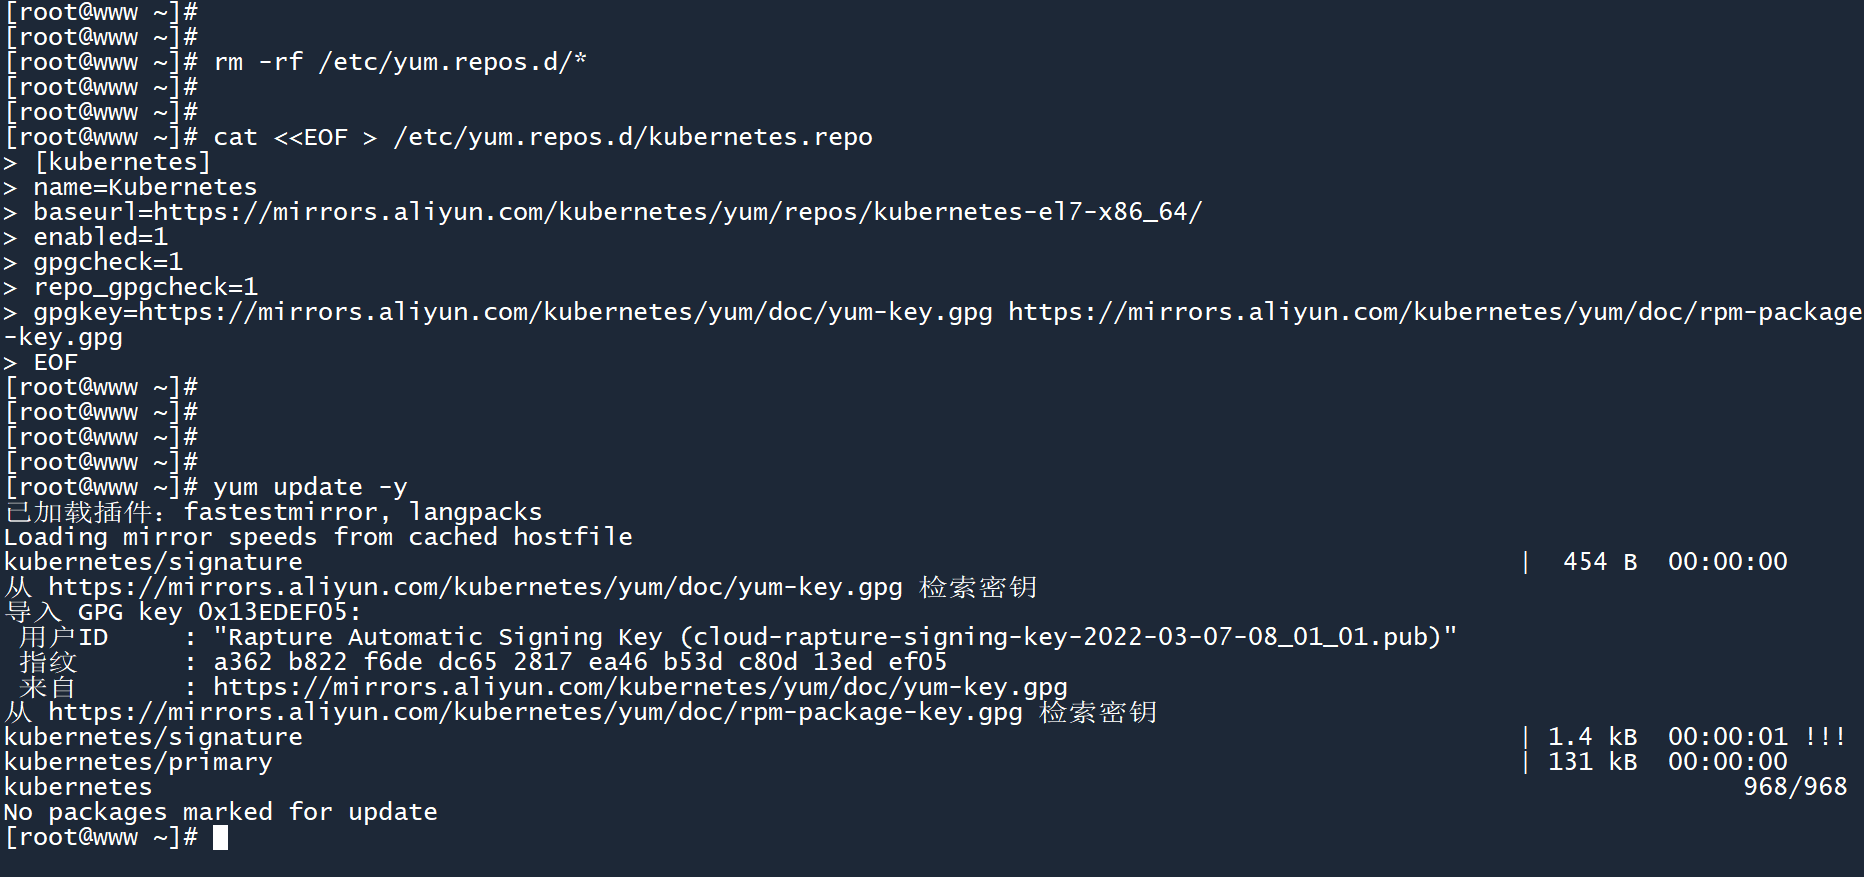 [root@www ~]#
[root@www ~]#
[root@www ~]# rm -rf /etc/yum.repos.d/*
[root@www ~]#
[root@www ~]#
[root@www ~]# cat <<EOF > /etc/yum.repos.d/kubernetes.repo
> [kubernetes]
> name=Kubernetes
> baseurl=https://mirrors.aliyun.com/kubernetes/yum/repos/kubernetes-el7-x86_64/
> enabled=1
> gpgcheck=1
> repo_gpgcheck=1
> gpgkey=https://mirrors.aliyun.com/kubernetes/yum/doc/yum-key.gpg https://mirrors.aliyun.com/kubernetes/yum/doc/rpm-package
-key.gpg
> EOF
[root@www ~]#
[root@www ~]#
[root@www ~]#
[root@www ~]#
[root@www ~]# yum update -y
已加载插件：fastestmirror, langpacks
Loading mirror speeds from cached hostfile
kubernetes/signature | 454 B 00:00:00
从 https://mirrors.aliyun.com/kubernetes/yum/doc/yum-key.gpg 检索密钥
导入 GPG key 0x13EDEF05:
用户ID : "Rapture Automatic Signing Key (cloud-rapture-signing-key-2022-03-07-08_01_01.pub)"
指纹 : a362 b822 f6de dc65 2817 ea46 b53d c80d 13ed ef05
来自 : https://mirrors.aliyun.com/kubernetes/yum/doc/yum-key.gpg
从 https://mirrors.aliyun.com/kubernetes/yum/doc/rpm-package-key.gpg 检索密钥
kubernetes/signature | 1.4 kB 00:00:01 !!!
kubernetes/primary | 131 kB 00:00:00
kubernetes 968/968
No packages marked for update
[root@www ~]#